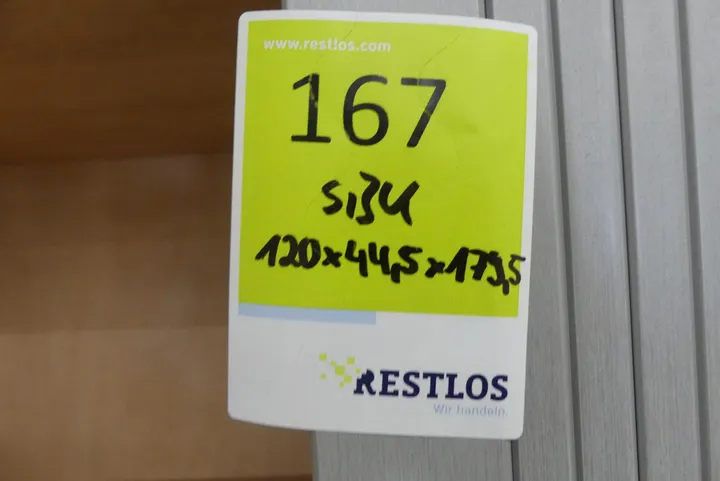 www.restlos.com
167
SiBU
120x44,5x179,5
RESTLOS
Wir handeln.